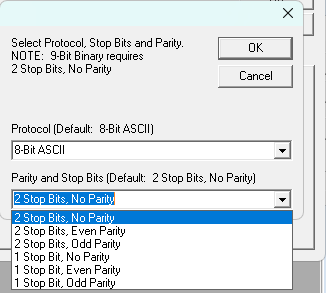 Select Protocol, Stop Bits and Parity.
NOTE:  9-Bit Binary requires
2 Stop Bits, No Parity
OK
Cancel
Protocol (Default:  8-Bit ASCII)
8-Bit ASCII
Parity and Stop Bits (Default:  2 Stop Bits, No Parity)
2 Stop Bits, No Parity
2 Stop Bits, No Parity
2 Stop Bits, Even Parity
2 Stop Bits, Odd Parity
1 Stop Bit, No Parity
1 Stop Bit, Even Parity
1 Stop Bit, Odd Parity